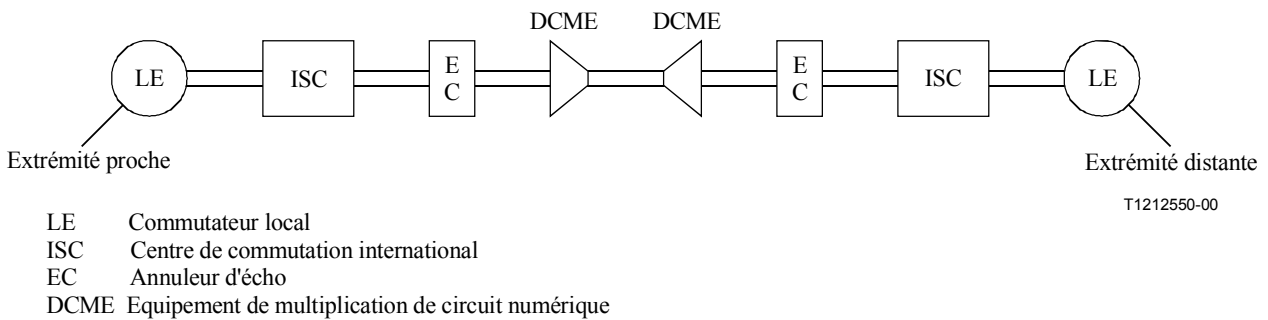 DCME DCME
LE ISC E C DCME E C ISC LE
Extrémité proche Extrémité distante
T1212550-00
LE Commutateur local
ISC Centre de commutation international
EC Annuleur d'écho
DCME Equipement de multiplication de circuit numérique